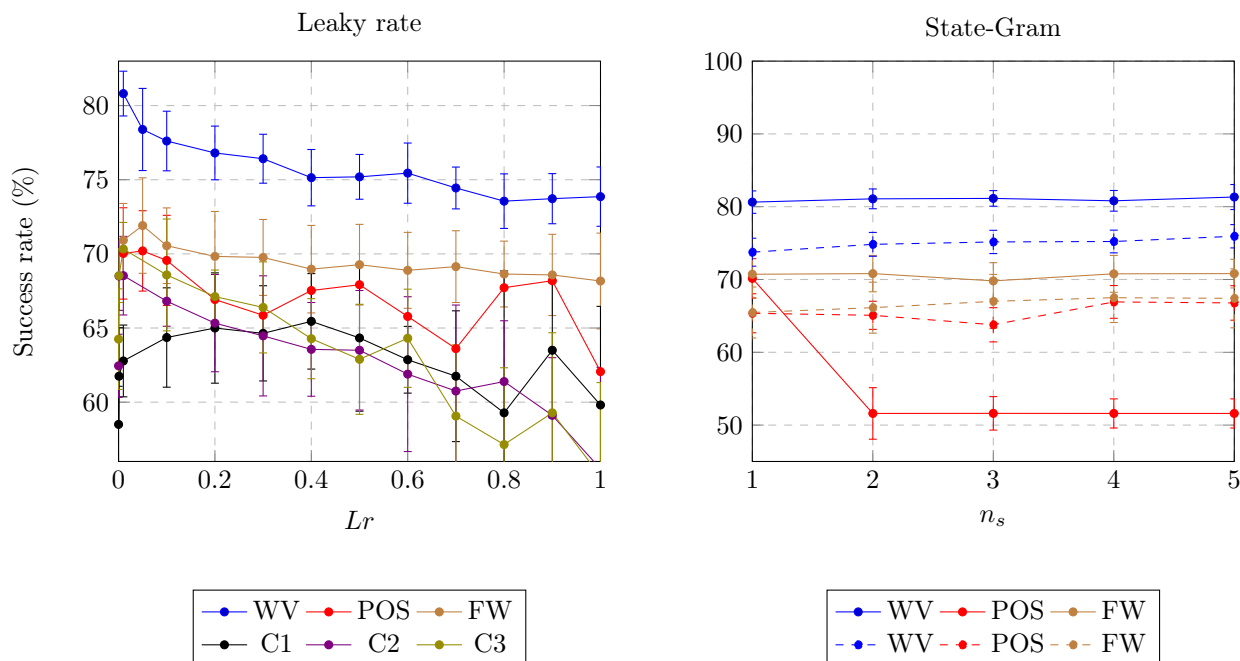 Leaky rate
Success rate (%)
80
75
70
65
60
0 0.2 0.4 0.6 0.8 1
Lr
WV POS FW
C1 C2 C3
State-Gram
100
90
80
70
60
50
1 2 3 4 5
n_s
WV POS FW
WV POS FW